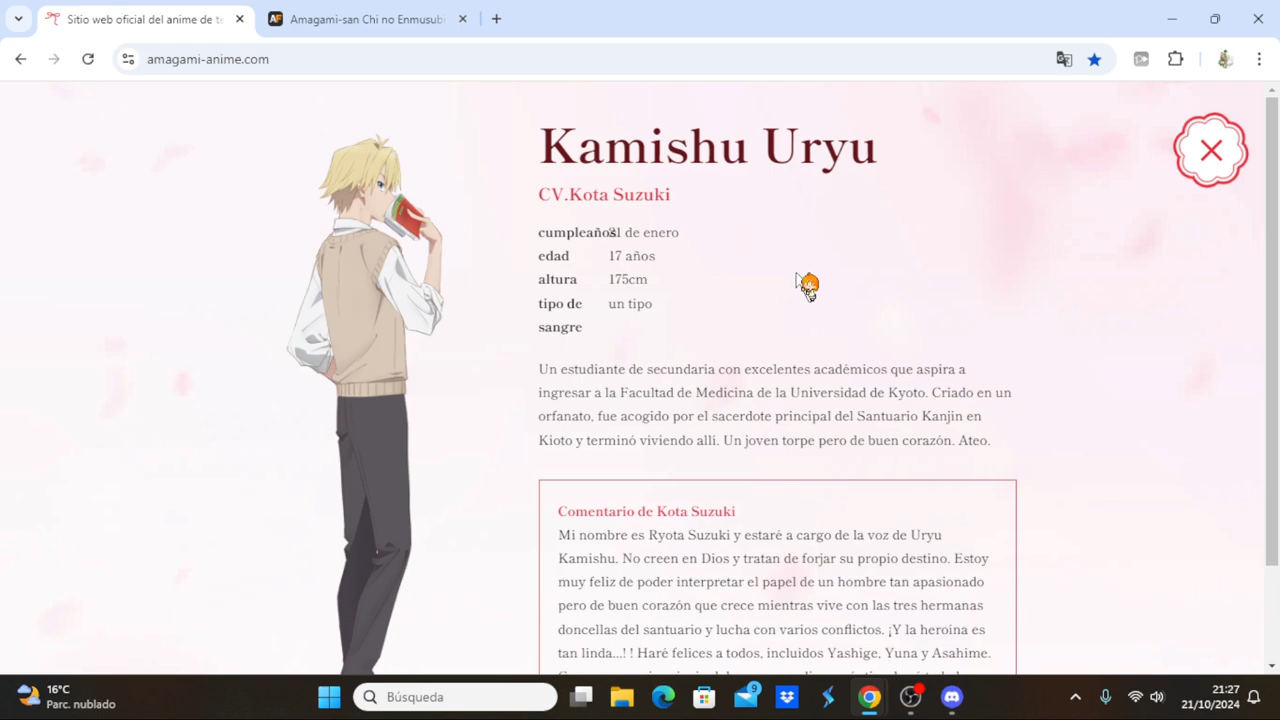 Sitio web oficial del anime de te
Amagami-san Chi no Enmusubi
amagami-anime.com
Kamishu Uryu
CV.Kota Suzuki
cumpleaños 21 de enero
edad 17 años
altura 175cm
tipo de un tipo
sangre
Un estudiante de secundaria con excelentes académicos que aspira a
ingresar a la Facultad de Medicina de la Universidad de Kyoto. Criado en un
orfanato, fue acogido por el sacerdote principal del Santuario Kanjin en
Kioto y terminó viviendo allí. Un joven torpe pero de buen corazón. Ateo.
Comentario de Kota Suzuki
Mi nombre es Ryota Suzuki y estaré a cargo de la voz de Uryu
Kamishu. No creen en Dios y tratan de forjar su propio destino. Estoy
muy feliz de poder interpretar el papel de un hombre tan apasionado
pero de buen corazón que crece mientras vive con las tres hermanas
doncellas del santuario y lucha con varios conflictos. ¡Y la heroína es
tan linda...! ! Haré felices a todos, incluidos Yashige, Yuna y Asahime.
16°C
Parc. nublado
Búsqueda
9
21:27
21/10/2024